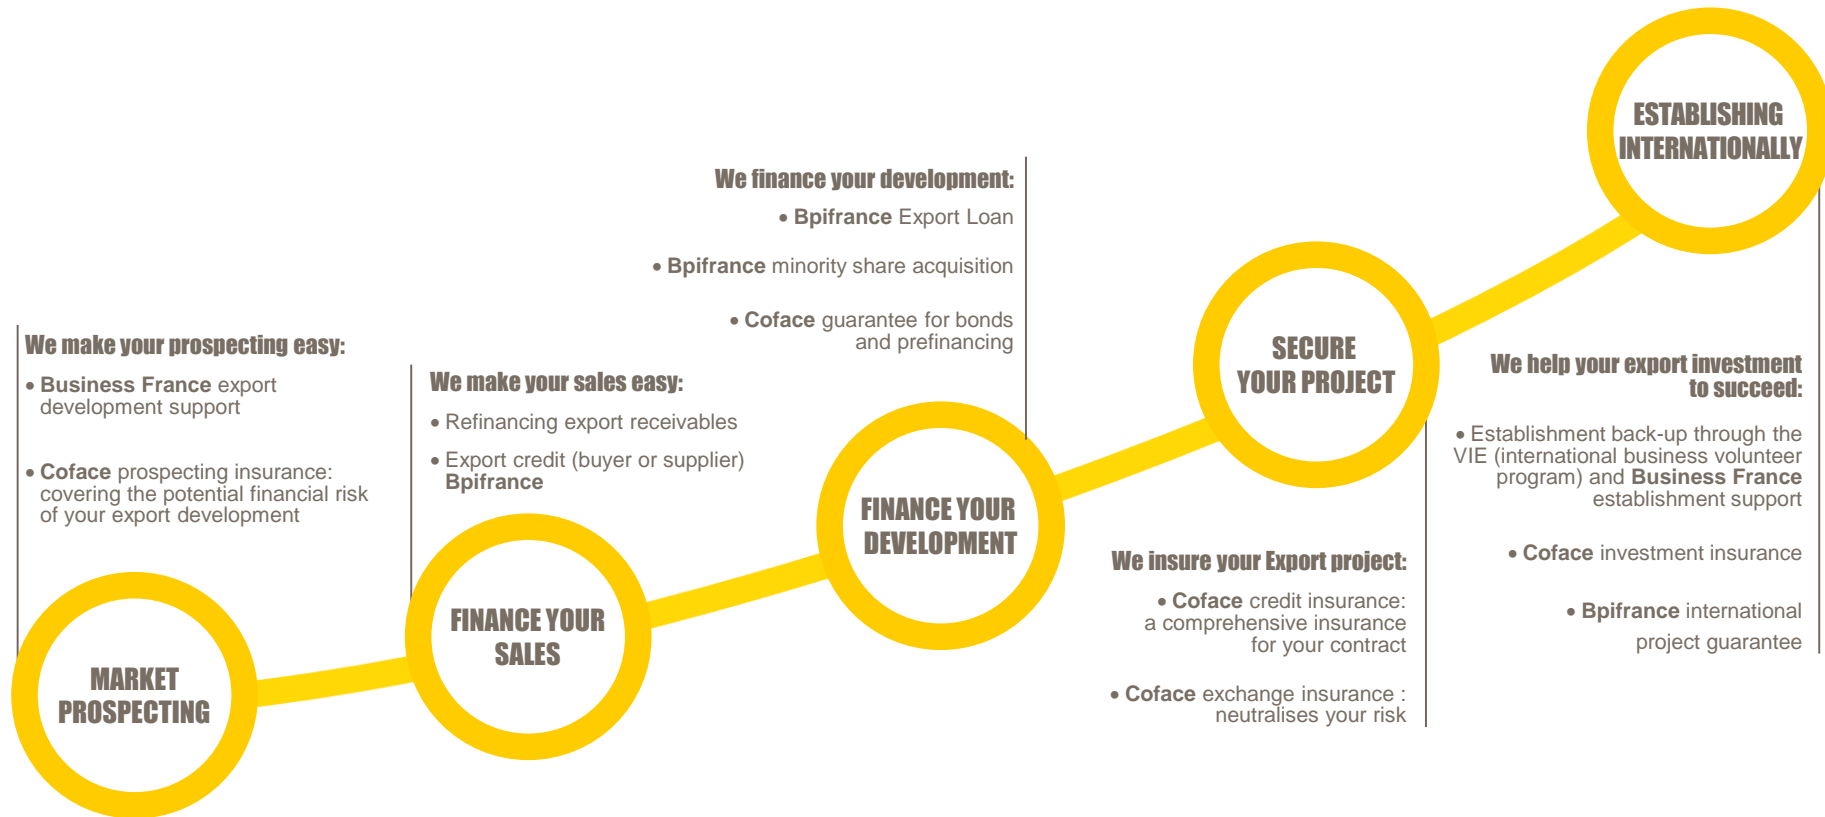 We make your prospecting easy:
• Business France export
development support
• Coface prospecting insurance:
covering the potential financial risk
of your export development
MARKET
PROSPECTING
We make your sales easy:
• Refinancing export receivables
• Export credit (buyer or supplier)
Bpifrance
FINANCE YOUR
SALES
We finance your development:
• Bpifrance Export Loan
• Bpifrance minority share acquisition
• Coface guarantee for bonds
and prefinancing
FINANCE YOUR
DEVELOPMENT
SECURE
YOUR PROJECT
We insure your Export project:
• Coface credit insurance:
a comprehensive insurance
for your contract
• Coface exchange insurance :
neutralises your risk
ESTABLISHING
INTERNATIONALLY
We help your export investment
to succeed:
• Establishment back-up through the
VIE (international business volunteer
program) and Business France
establishment support
• Coface investment insurance
• Bpifrance international
project guarantee